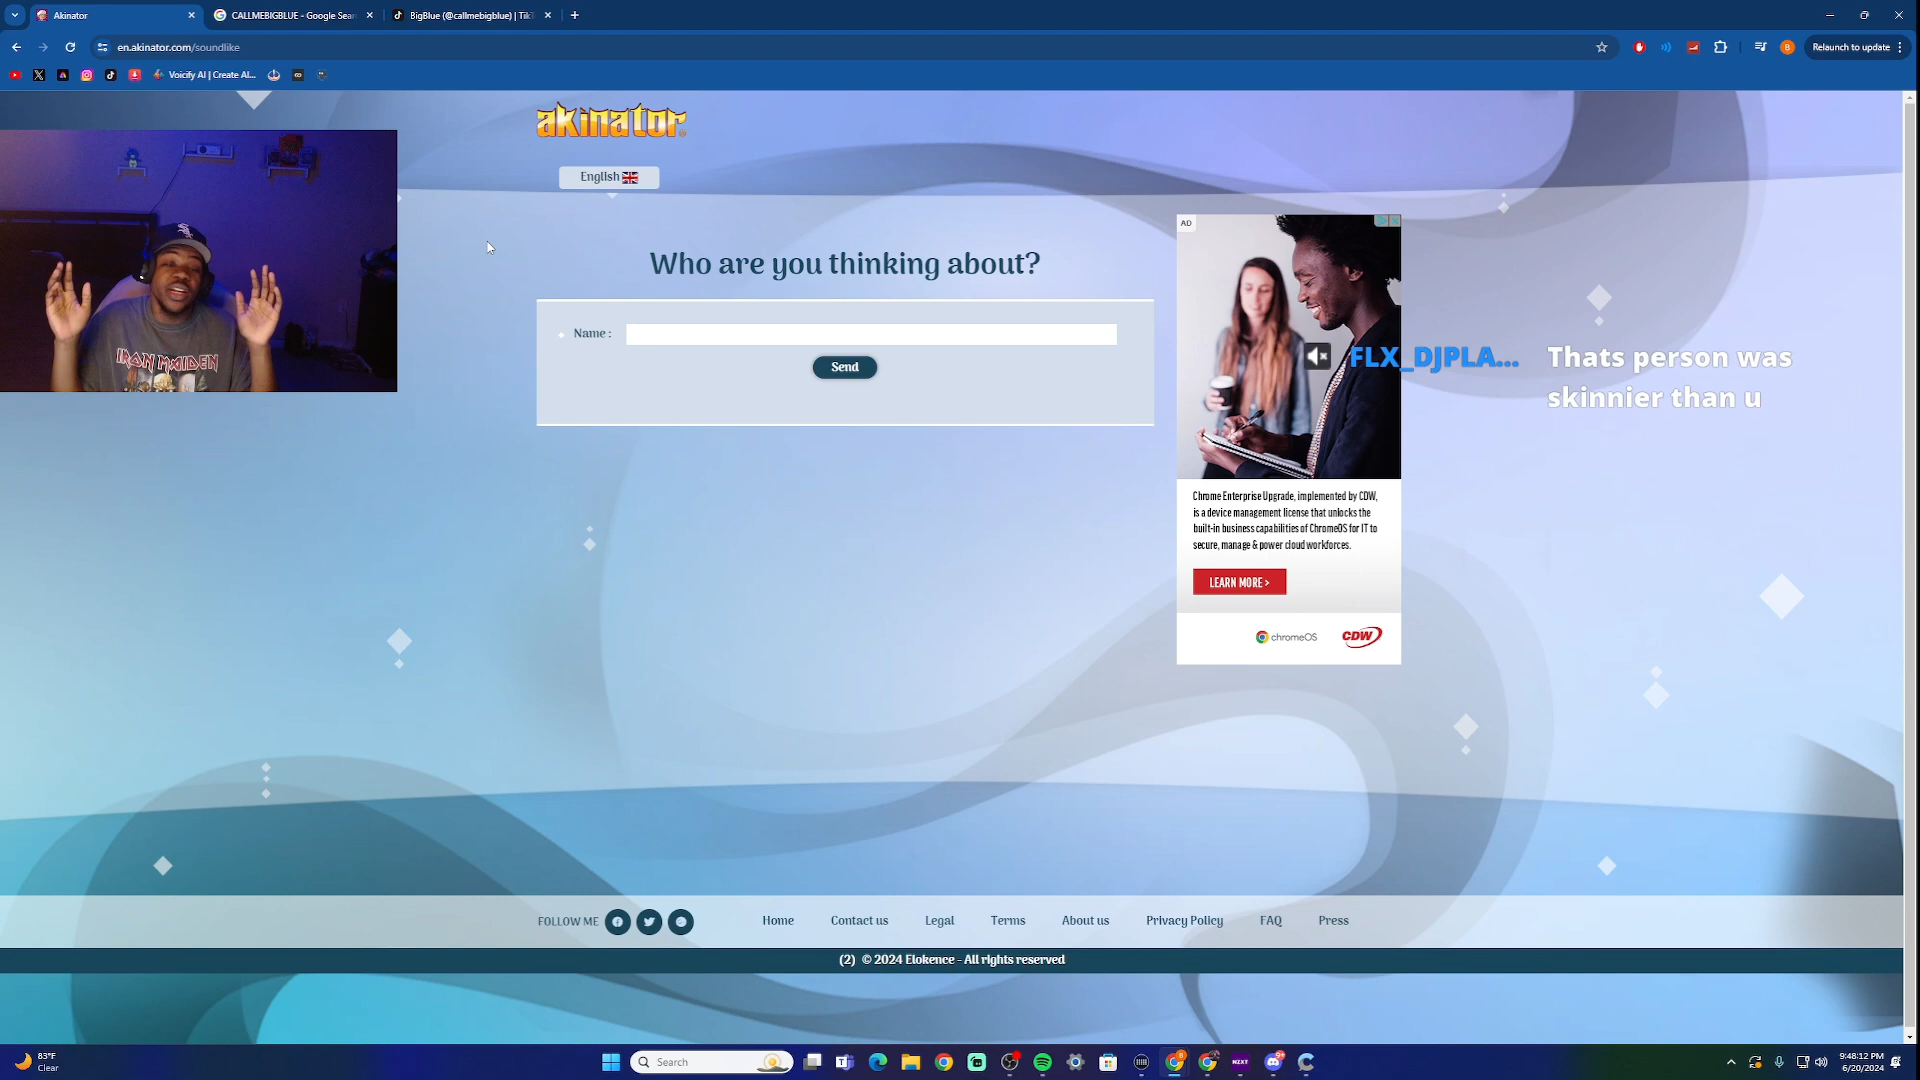 Akinator
CALLMEBIGBLUE - Google Sear
BigBlue (@callmebigblue) | TikT
en.akinator.com/soundlike
Relaunch to update
Voicify AI | Create AI...
akinator
English
Who are you thinking about?
Name :
Send
IRON MAIDEN
AD
FLX_DJPLA... Thats person was
skinnier than u
Chrome Enterprise Upgrade, implemented by CDW,
is a device management license that unlocks the
built-in business capabilities of ChromeOS for IT to
secure, manage & power cloud workforces.
LEARN MORE >
chromeOS CDW
FOLLOW ME
Home Contact us Legal Terms About us Privacy Policy FAQ Press
(2) © 2024 Elokence - All rights reserved
83°F
Clear
Search
NZXT
9:48:12 PM
6/20/2024